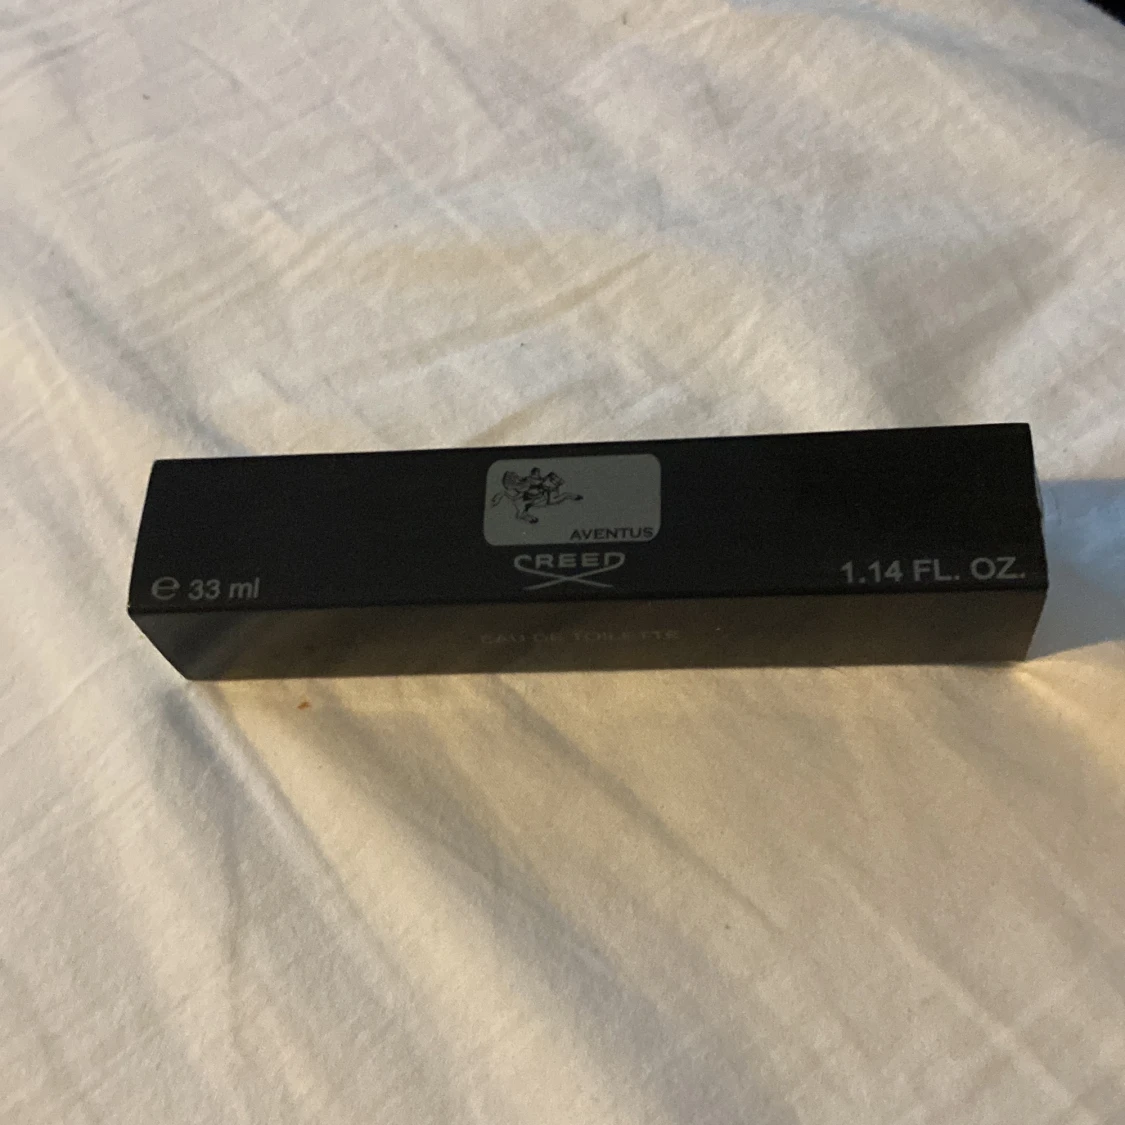 AVENTUS
CREED
℮ 33 ml
1.14 FL. OZ.
EAU DE TOILETTE